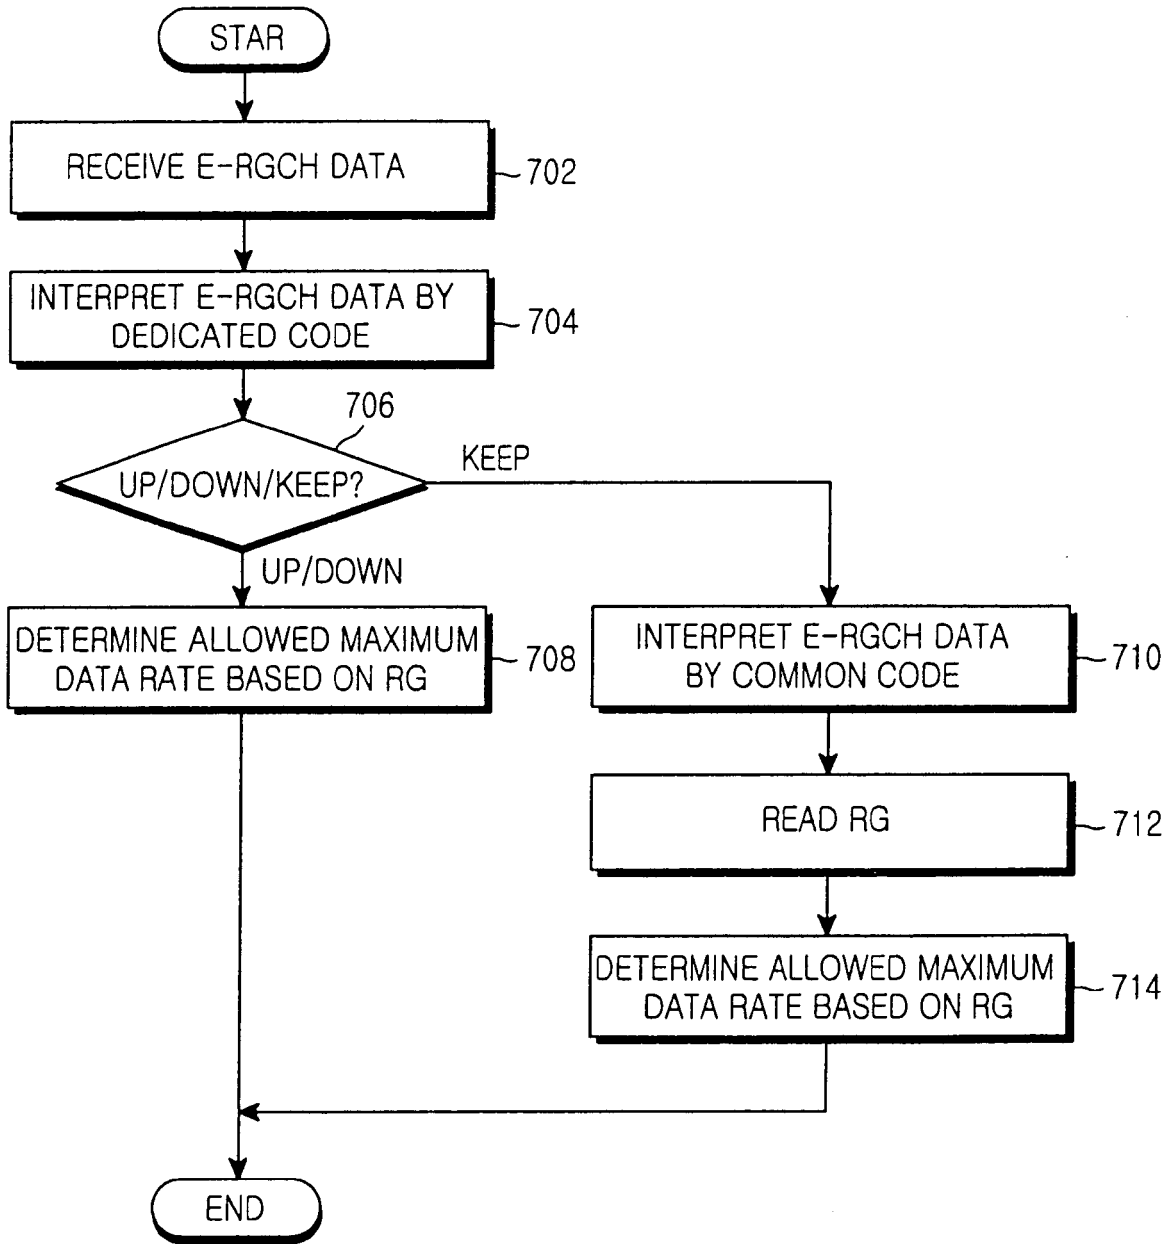 STAR
RECEIVE E-RGCH DATA
702
INTERPRET E-RGCH DATA BY
DEDICATED CODE
704
706
UP/DOWN/KEEP?
KEEP
UP/DOWN
DETERMINE ALLOWED MAXIMUM
DATA RATE BASED ON RG
708
INTERPRET E-RGCH DATA
BY COMMON CODE
710
READ RG
712
DETERMINE ALLOWED MAXIMUM
DATA RATE BASED ON RG
714
END